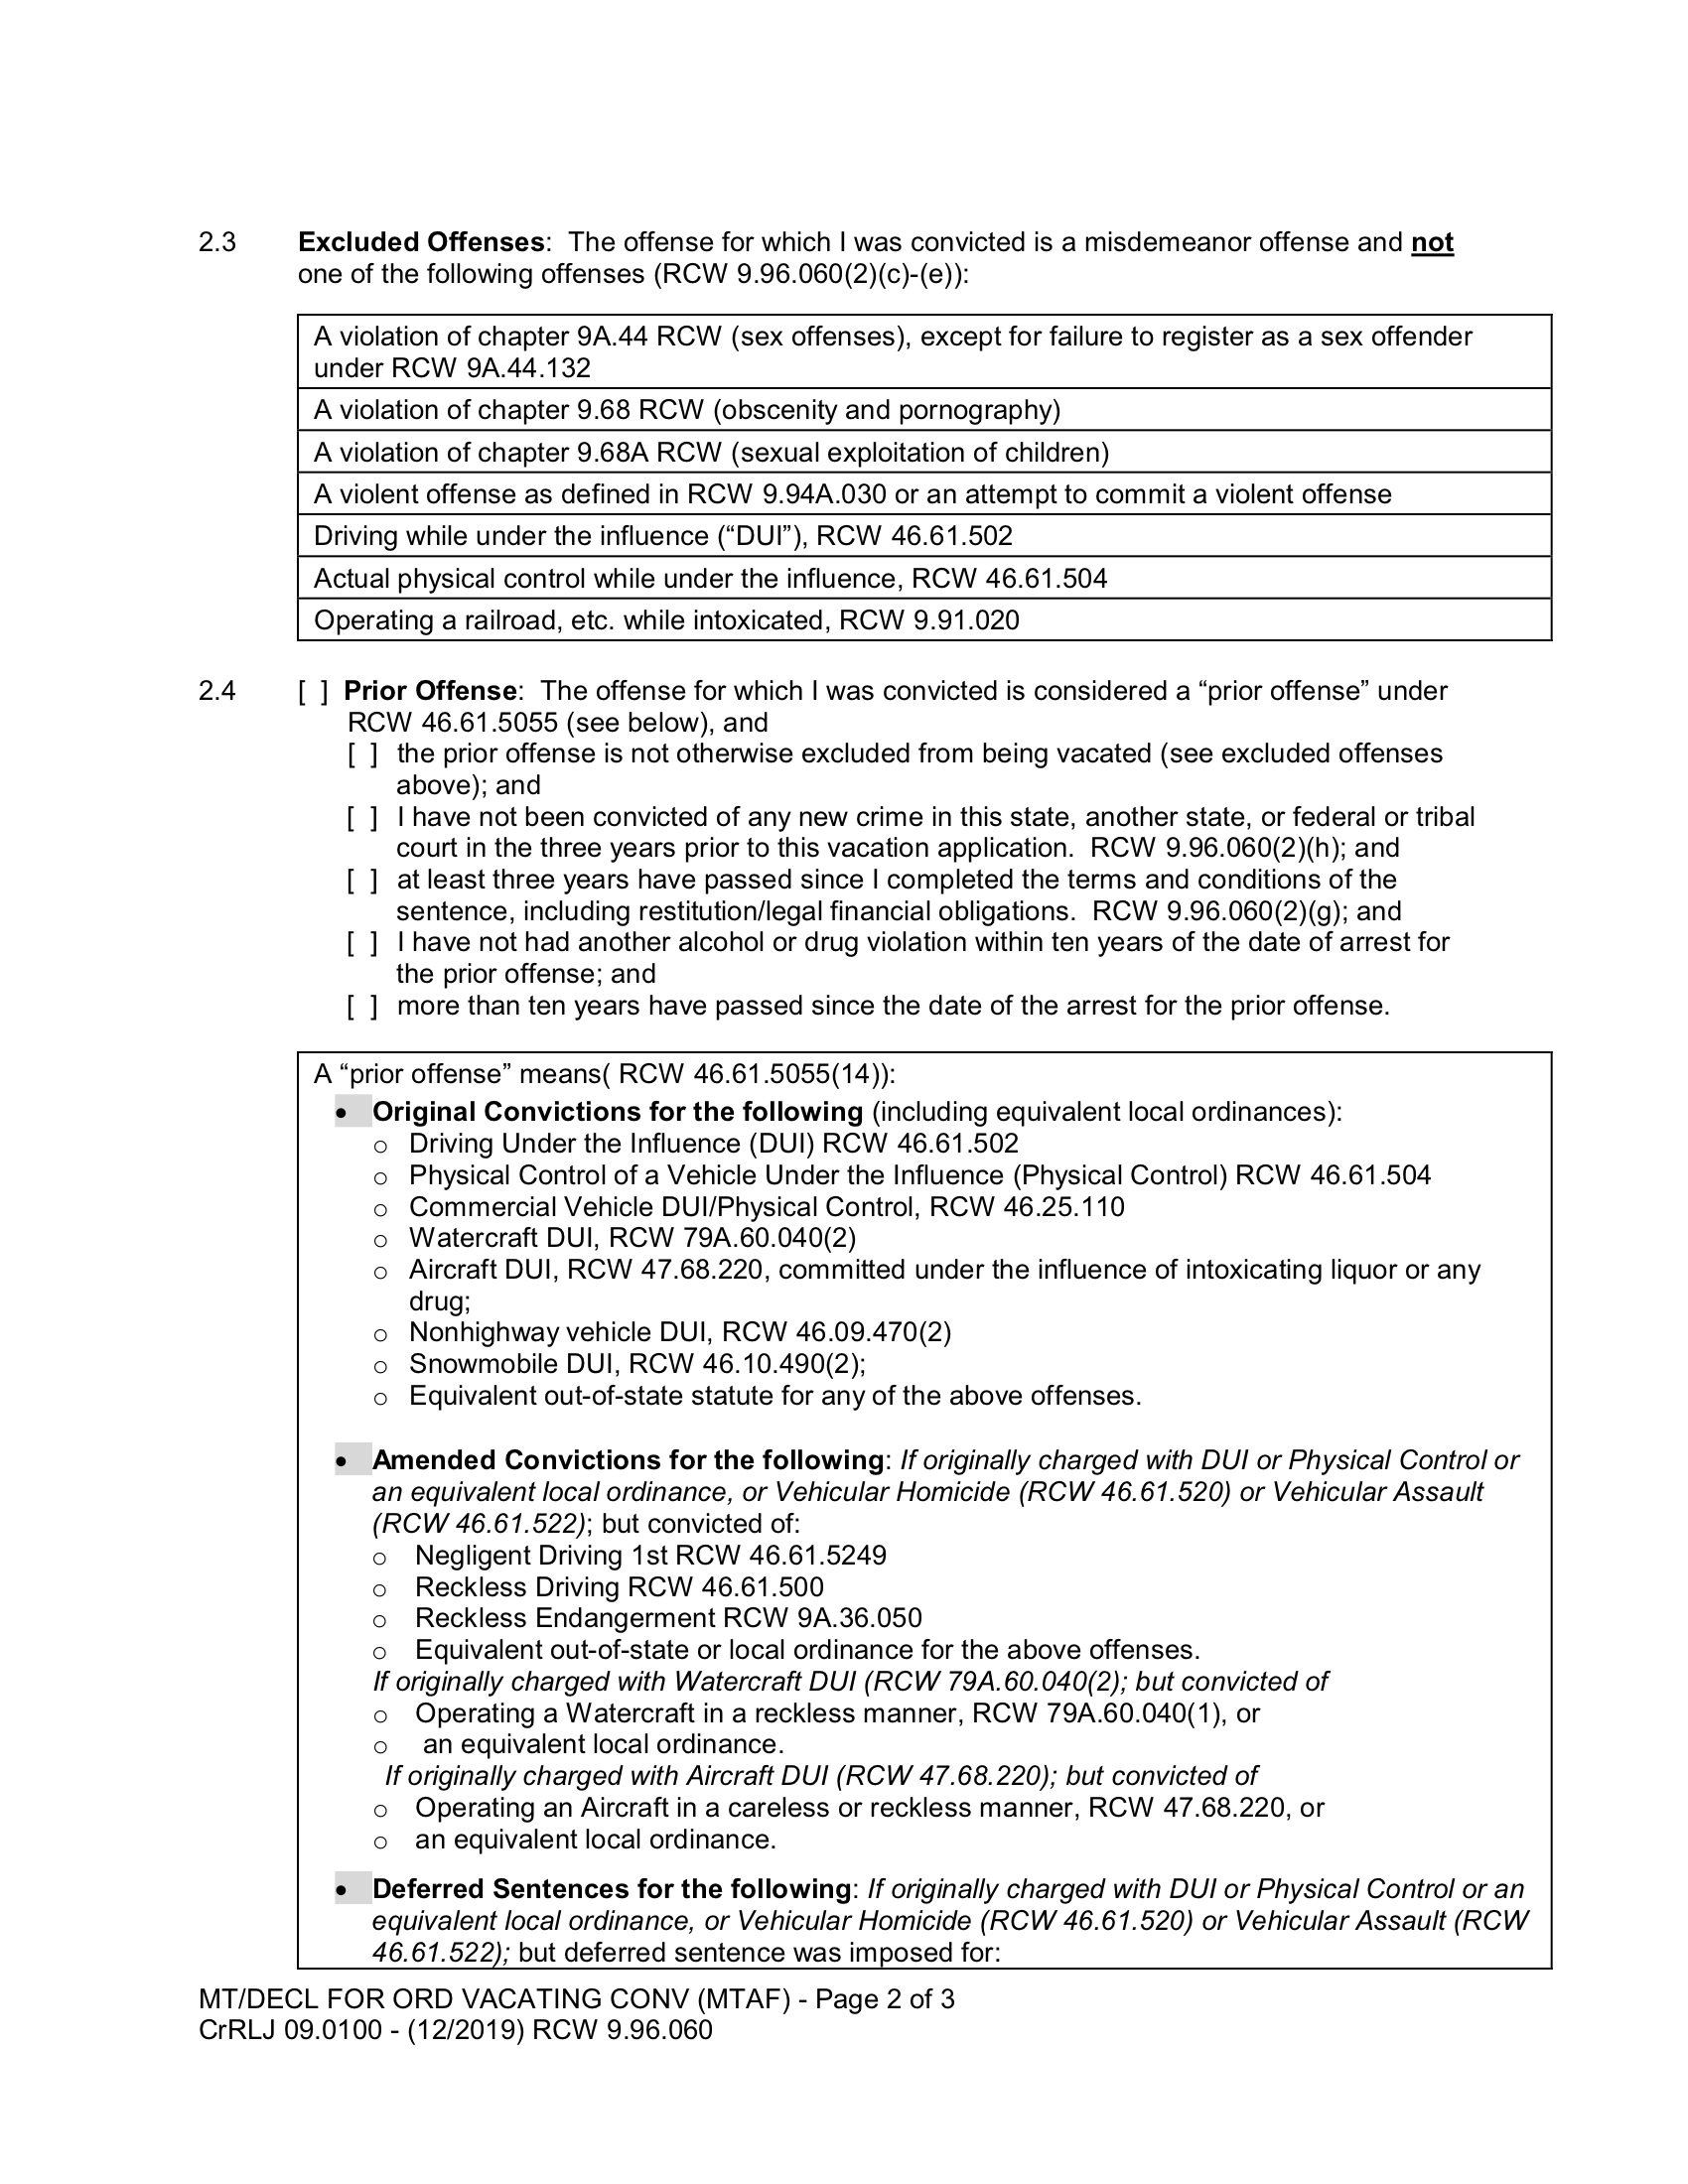 2.3 Excluded Offenses: The offense for which I was convicted is a misdemeanor offense and not
one of the following offenses (RCW 9.96.060(2)(c)-(e)):
A violation of chapter 9A.44 RCW (sex offenses), except for failure to register as a sex offender
under RCW 9A.44.132
A violation of chapter 9.68 RCW (obscenity and pornography)
A violation of chapter 9.68A RCW (sexual exploitation of children)
A violent offense as defined in RCW 9.94A.030 or an attempt to commit a violent offense
Driving while under the influence (“DUI”), RCW 46.61.502
Actual physical control while under the influence, RCW 46.61.504
Operating a railroad, etc. while intoxicated, RCW 9.91.020
2.4 [ ] Prior Offense: The offense for which I was convicted is considered a “prior offense” under
RCW 46.61.5055 (see below), and
[ ] the prior offense is not otherwise excluded from being vacated (see excluded offenses
above); and
[ ] I have not been convicted of any new crime in this state, another state, or federal or tribal
court in the three years prior to this vacation application. RCW 9.96.060(2)(h); and
[ ] at least three years have passed since I completed the terms and conditions of the
sentence, including restitution/legal financial obligations. RCW 9.96.060(2)(g); and
[ ] I have not had another alcohol or drug violation within ten years of the date of arrest for
the prior offense; and
[ ] more than ten years have passed since the date of the arrest for the prior offense.
A “prior offense” means( RCW 46.61.5055(14)):
• Original Convictions for the following (including equivalent local ordinances):
○ Driving Under the Influence (DUI) RCW 46.61.502
○ Physical Control of a Vehicle Under the Influence (Physical Control) RCW 46.61.504
○ Commercial Vehicle DUI/Physical Control, RCW 46.25.110
○ Watercraft DUI, RCW 79A.60.040(2)
○ Aircraft DUI, RCW 47.68.220, committed under the influence of intoxicating liquor or any
drug;
○ Nonhighway vehicle DUI, RCW 46.09.470(2)
○ Snowmobile DUI, RCW 46.10.490(2);
○ Equivalent out-of-state statute for any of the above offenses.
• Amended Convictions for the following: If originally charged with DUI or Physical Control or
an equivalent local ordinance, or Vehicular Homicide (RCW 46.61.520) or Vehicular Assault
(RCW 46.61.522); but convicted of:
○ Negligent Driving 1st RCW 46.61.5249
○ Reckless Driving RCW 46.61.500
○ Reckless Endangerment RCW 9A.36.050
○ Equivalent out-of-state or local ordinance for the above offenses.
If originally charged with Watercraft DUI (RCW 79A.60.040(2); but convicted of
○ Operating a Watercraft in a reckless manner, RCW 79A.60.040(1), or
○ an equivalent local ordinance.
If originally charged with Aircraft DUI (RCW 47.68.220); but convicted of
○ Operating an Aircraft in a careless or reckless manner, RCW 47.68.220, or
○ an equivalent local ordinance.
• Deferred Sentences for the following: If originally charged with DUI or Physical Control or an
equivalent local ordinance, or Vehicular Homicide (RCW 46.61.520) or Vehicular Assault (RCW
46.61.522); but deferred sentence was imposed for:
MT/DECL FOR ORD VACATING CONV (MTAF) - Page 2 of 3
CrRLJ 09.0100 - (12/2019) RCW 9.96.060